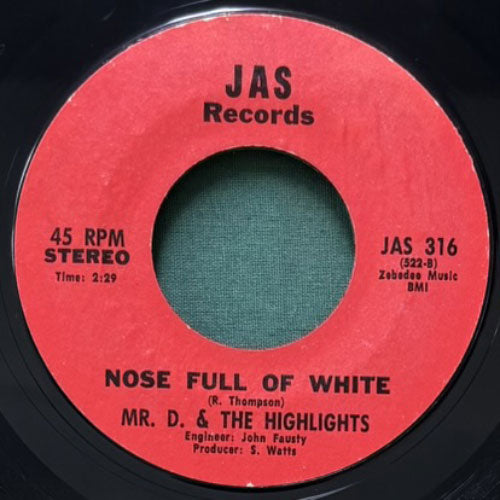 JAS
Records
45 RPM
STEREO
Time: 2:29
JAS 316
(522-B)
Zebedee Music
BMI
NOSE FULL OF WHITE
(R. Thompson)
MR. D. & THE HIGHLIGHTS
Engineer: John Fausty
Producer: S. Watts